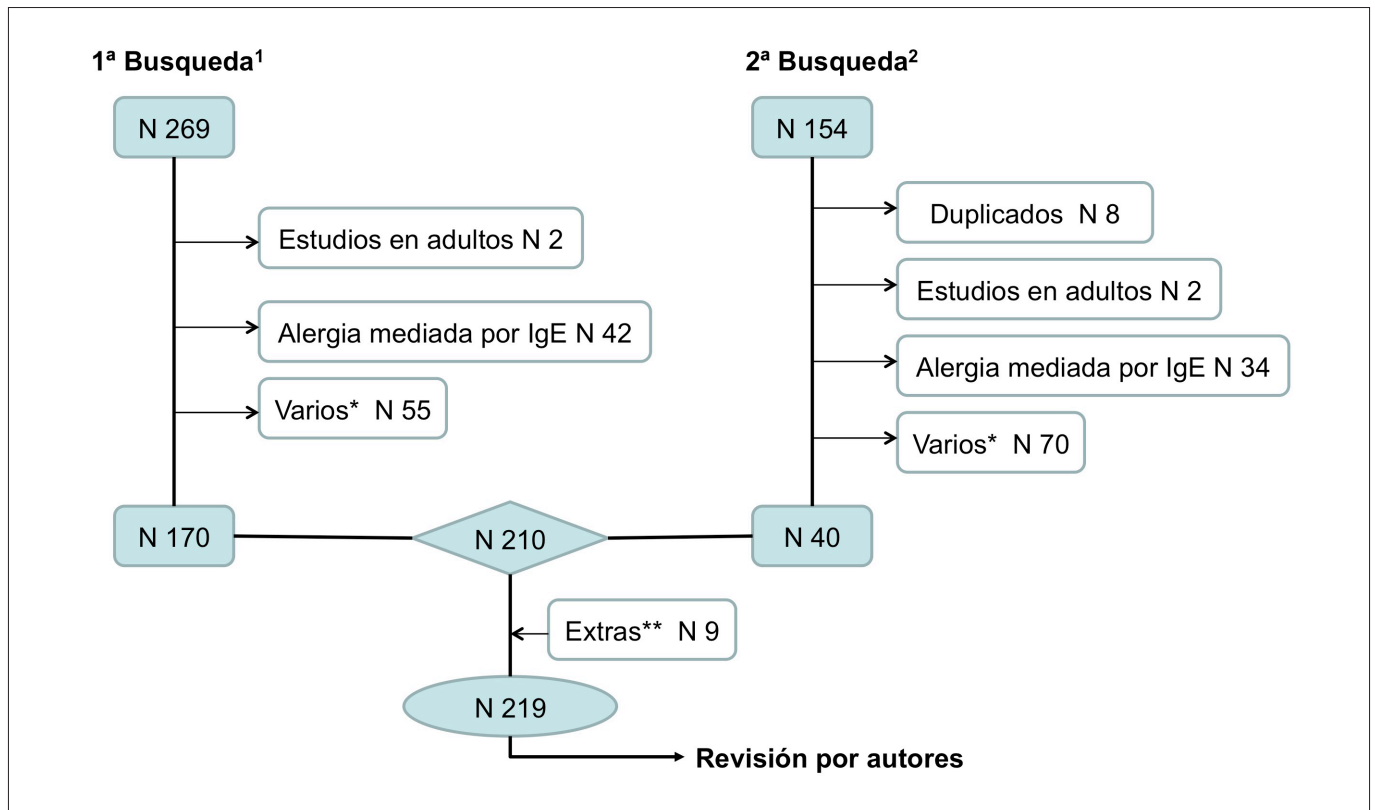 1ª Busqueda¹
N 269
Estudios en adultos N 2
Alergia mediada por IgE N 42
Varios* N 55
N 170
2ª Busqueda²
N 154
Duplicados N 8
Estudios en adultos N 2
Alergia mediada por IgE N 34
Varios* N 70
N 40
N 210
Extras** N 9
N 219
Revisión por autores